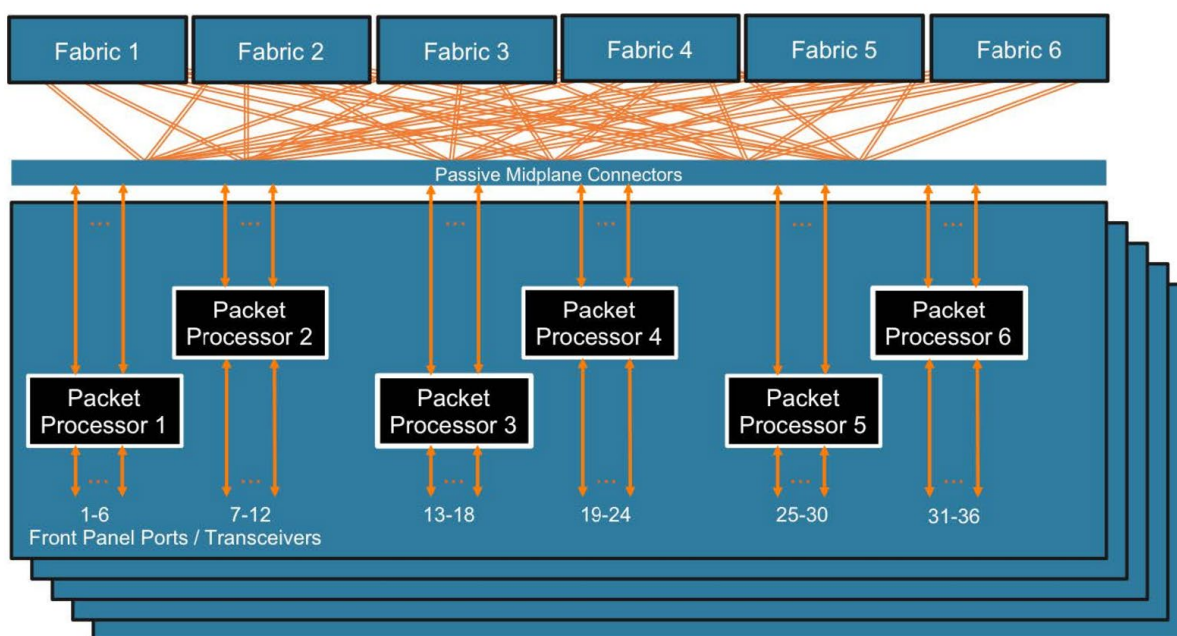 Fabric 1
Fabric 2
Fabric 3
Fabric 4
Fabric 5
Fabric 6
Passive Midplane Connectors
... ... ... ... ... ...
Packet
Processor 2
Packet
Processor 4
Packet
Processor 6
Packet
Processor 1
Packet
Processor 3
Packet
Processor 5
... ... ... ... ... ...
1-6
7-12
13-18
19-24
25-30
31-36
Front Panel Ports / Transceivers